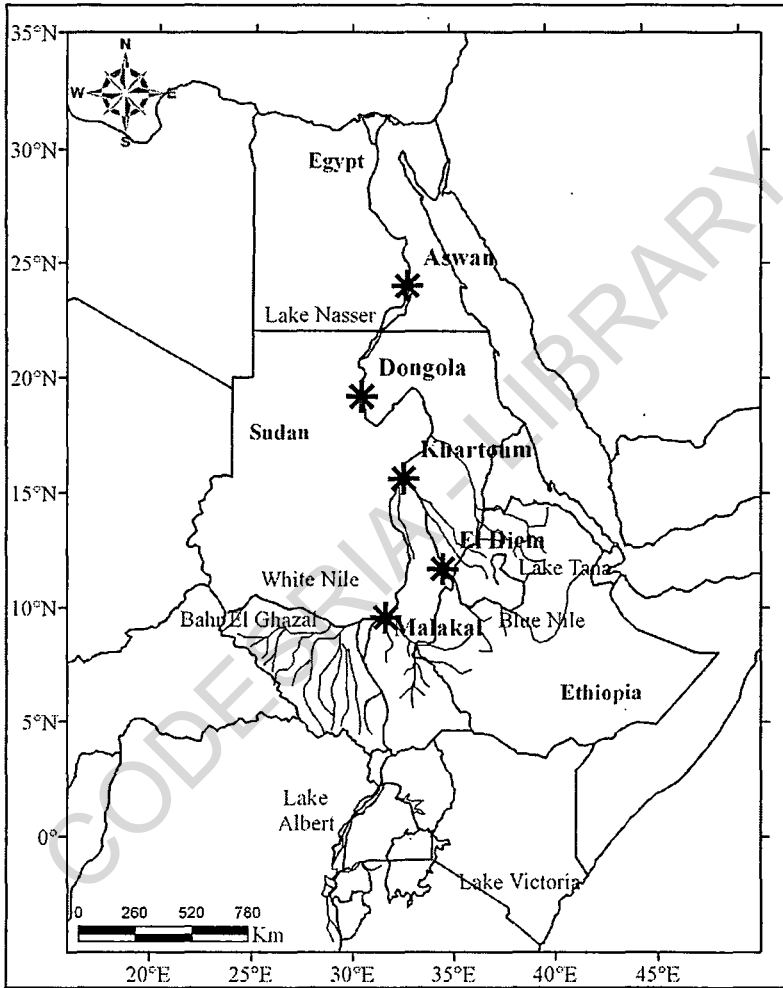 35°N
N
W E
S
30°N
Egypt
25°N
Aswan
Lake Nasser
20°N
Dongola
Sudan
Khartoum
15°N
El Diem
Lake Tana
White Nile
10°N
Bahr El Ghazal
Malakal
Blue Nile
Ethiopia
5°N
Lake
Albert
0°
Lake Victoria
0 260 520 780
Km
20°E 30°E 35°E 40°E 45°E
CODESRIA - LIBRARY